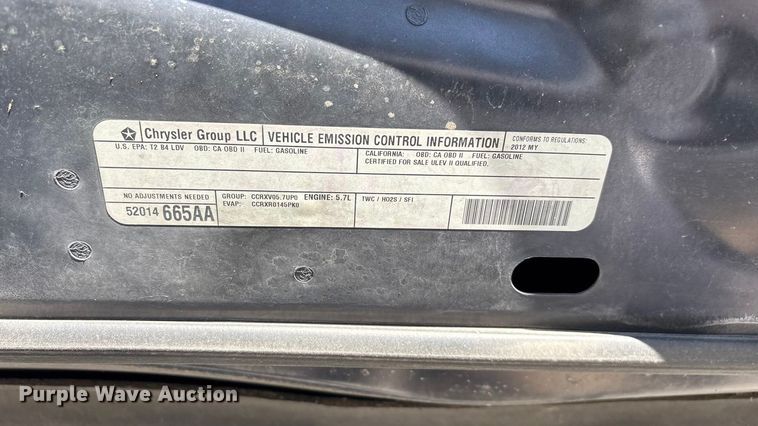 Chrysler Group LLC VEHICLE EMISSION CONTROL INFORMATION CONFORMS TO REGULATIONS:
2012 MY
U.S. EPA: T2 B4 LDV OBD: CA OBD II FUEL: GASOLINE
CALIFORNIA: OBD: CA OBD II FUEL: GASOLINE
CERTIFIED FOR SALE ULEV II QUALIFIED.
NO ADJUSTMENTS NEEDED
52014 665AA
GROUP: CCRXV05.7UP0 ENGINE: 5.7L
EVAP: CCRXR0145PK0
TWC / HO2S / SFI
Purple Wave Auction